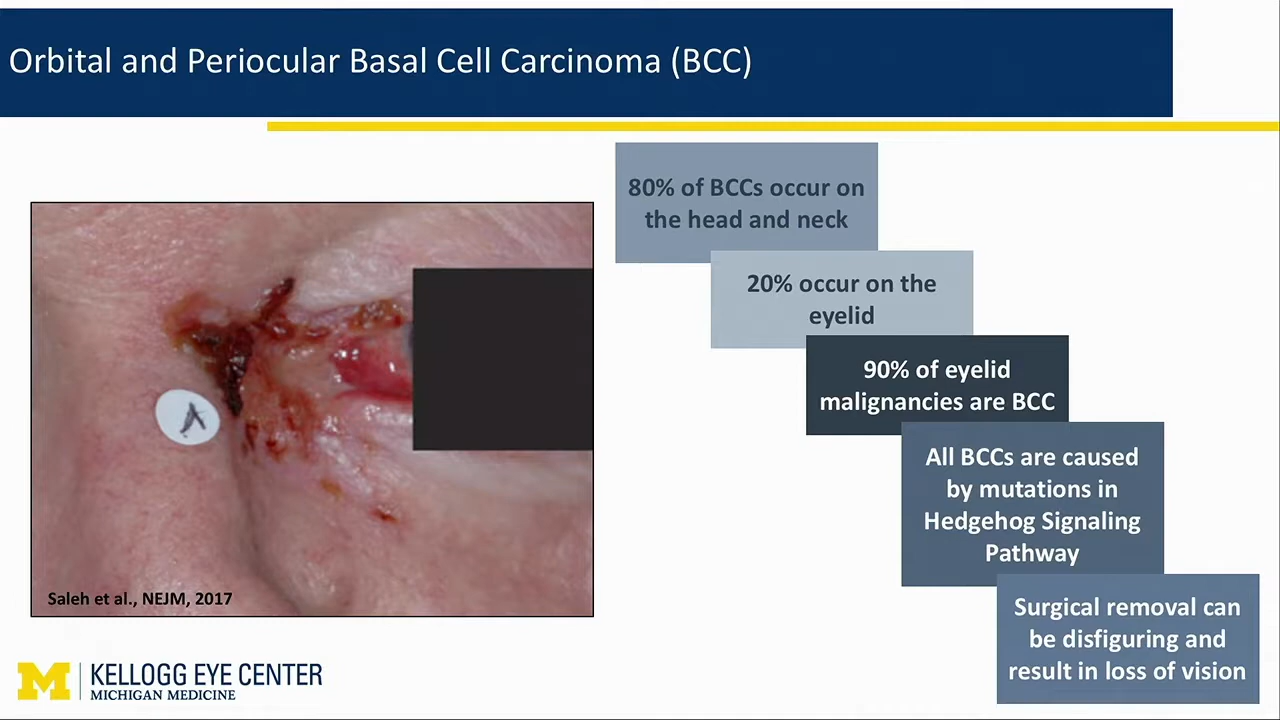 Orbital and Periocular Basal Cell Carcinoma (BCC)
80% of BCCs occur on
the head and neck
20% occur on the
eyelid
90% of eyelid
malignancies are BCC
All BCCs are caused
by mutations in
Hedgehog Signaling
Pathway
Surgical removal can
be disfiguring and
result in loss of vision
Saleh et al., NEJM, 2017
M
KELLOGG EYE CENTER
MICHIGAN MEDICINE